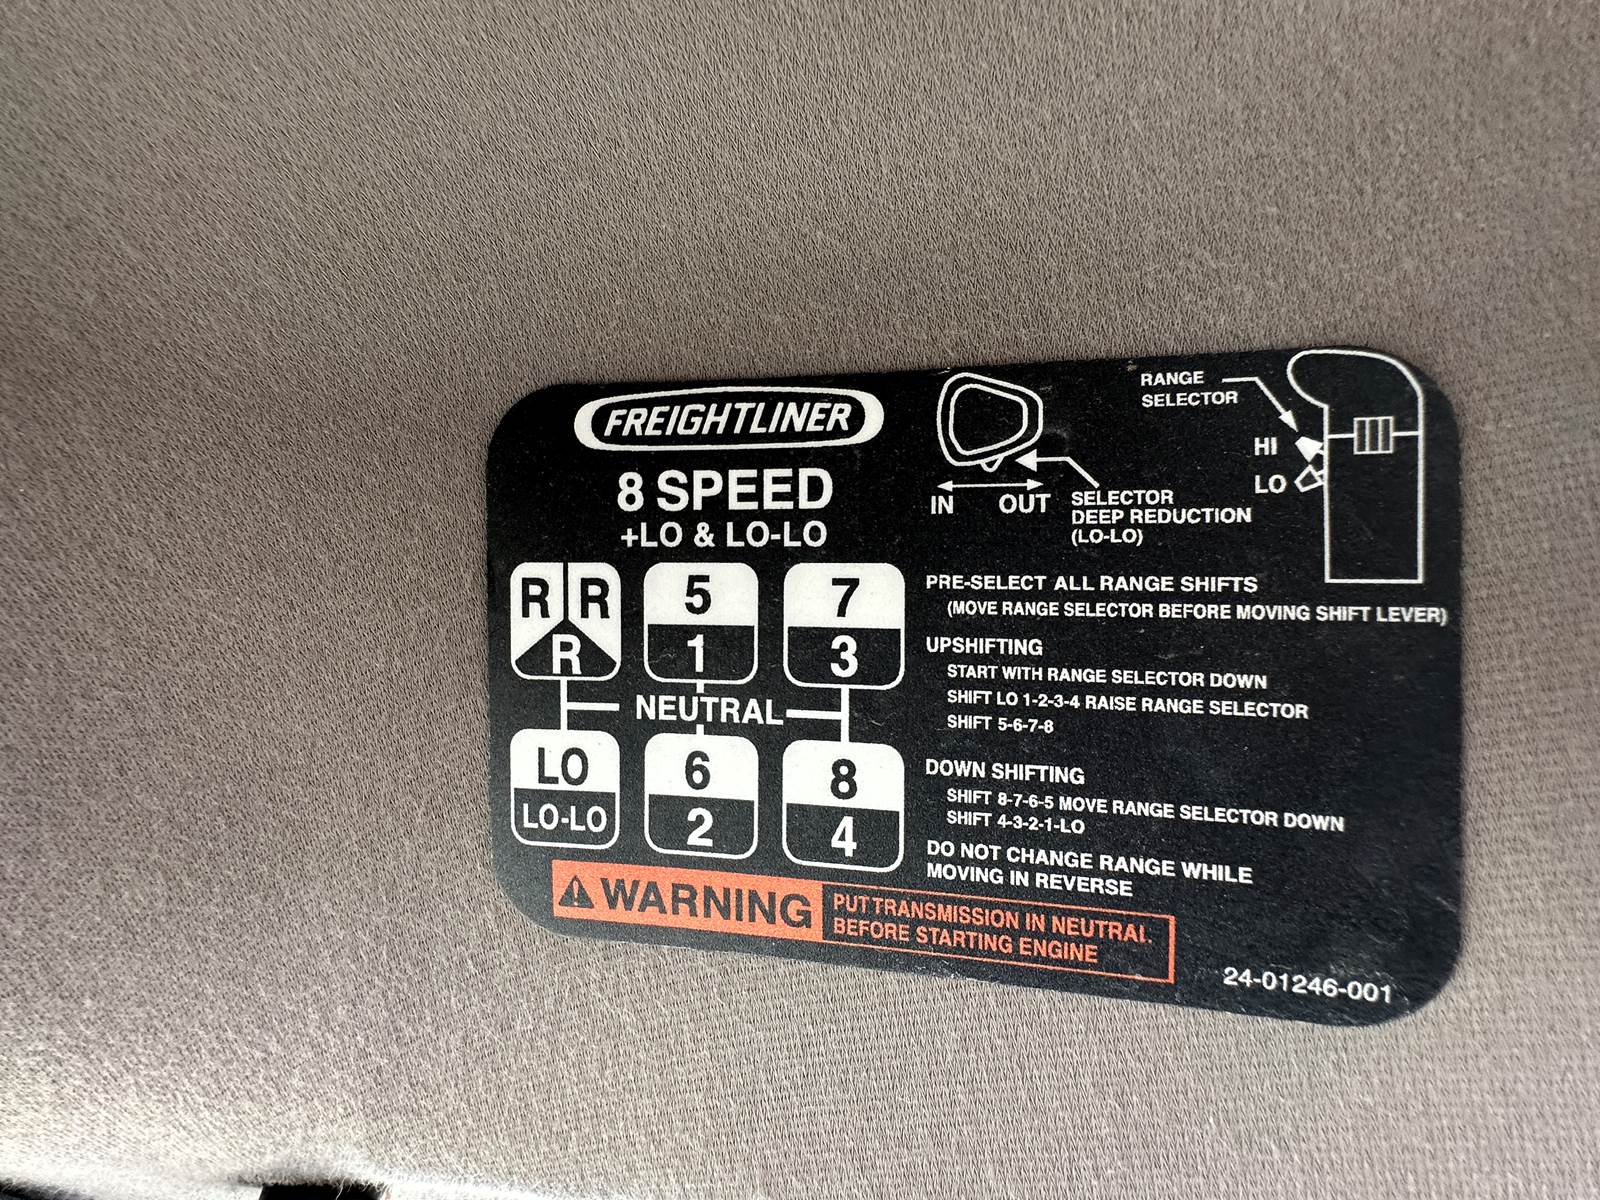 FREIGHTLINER
8 SPEED
+LO & LO-LO
R R
R
5
1
7
3
NEUTRAL
LO
LO-LO
6
2
8
4
IN OUT
SELECTOR
DEEP REDUCTION
(LO-LO)
RANGE
SELECTOR
HI
LO
PRE-SELECT ALL RANGE SHIFTS
(MOVE RANGE SELECTOR BEFORE MOVING SHIFT LEVER)
UPSHIFTING
START WITH RANGE SELECTOR DOWN
SHIFT LO 1-2-3-4 RAISE RANGE SELECTOR
SHIFT 5-6-7-8
DOWN SHIFTING
SHIFT 8-7-6-5 MOVE RANGE SELECTOR DOWN
SHIFT 4-3-2-1-LO
DO NOT CHANGE RANGE WHILE
MOVING IN REVERSE
WARNING
PUT TRANSMISSION IN NEUTRAL
BEFORE STARTING ENGINE
24-01246-001